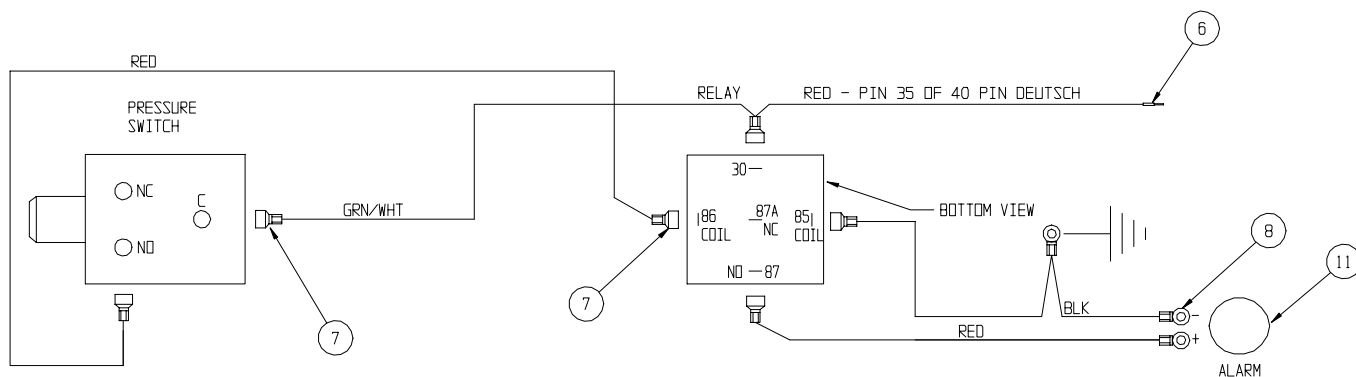 6
RED
RELAY
RED - PIN 35 OF 40 PIN DEUTSCH
PRESSURE
SWITCH
30
NC
C
GRN/WHT
86
COIL
87A
NC
85
COIL
BOTTOM VIEW
8
NO
NO
87
11
7
7
BLK
-
RED
+
ALARM